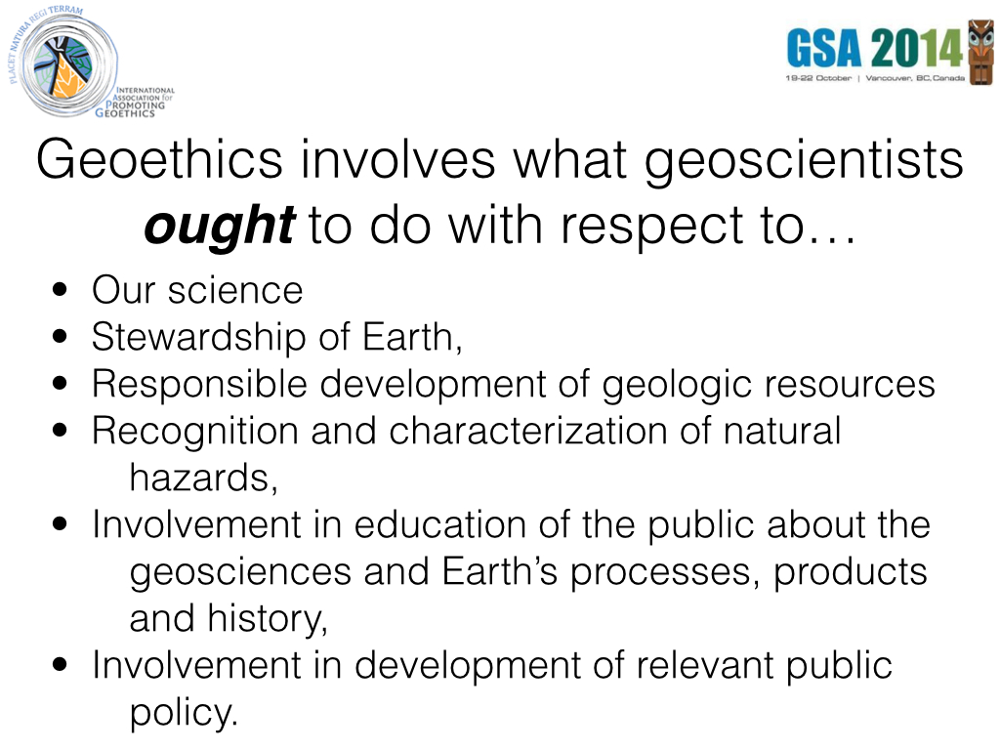 PLACET NATURA REGI TERRAM
INTERNATIONAL
ASSOCIATION for
PROMOTING
GEOETHICS
GSA 2014
19-22 October | Vancouver, BC, Canada
Geoethics involves what geoscientists
ought to do with respect to…
• Our science
• Stewardship of Earth,
• Responsible development of geologic resources
• Recognition and characterization of natural
hazards,
• Involvement in education of the public about the
geosciences and Earth’s processes, products
and history,
• Involvement in development of relevant public
policy.